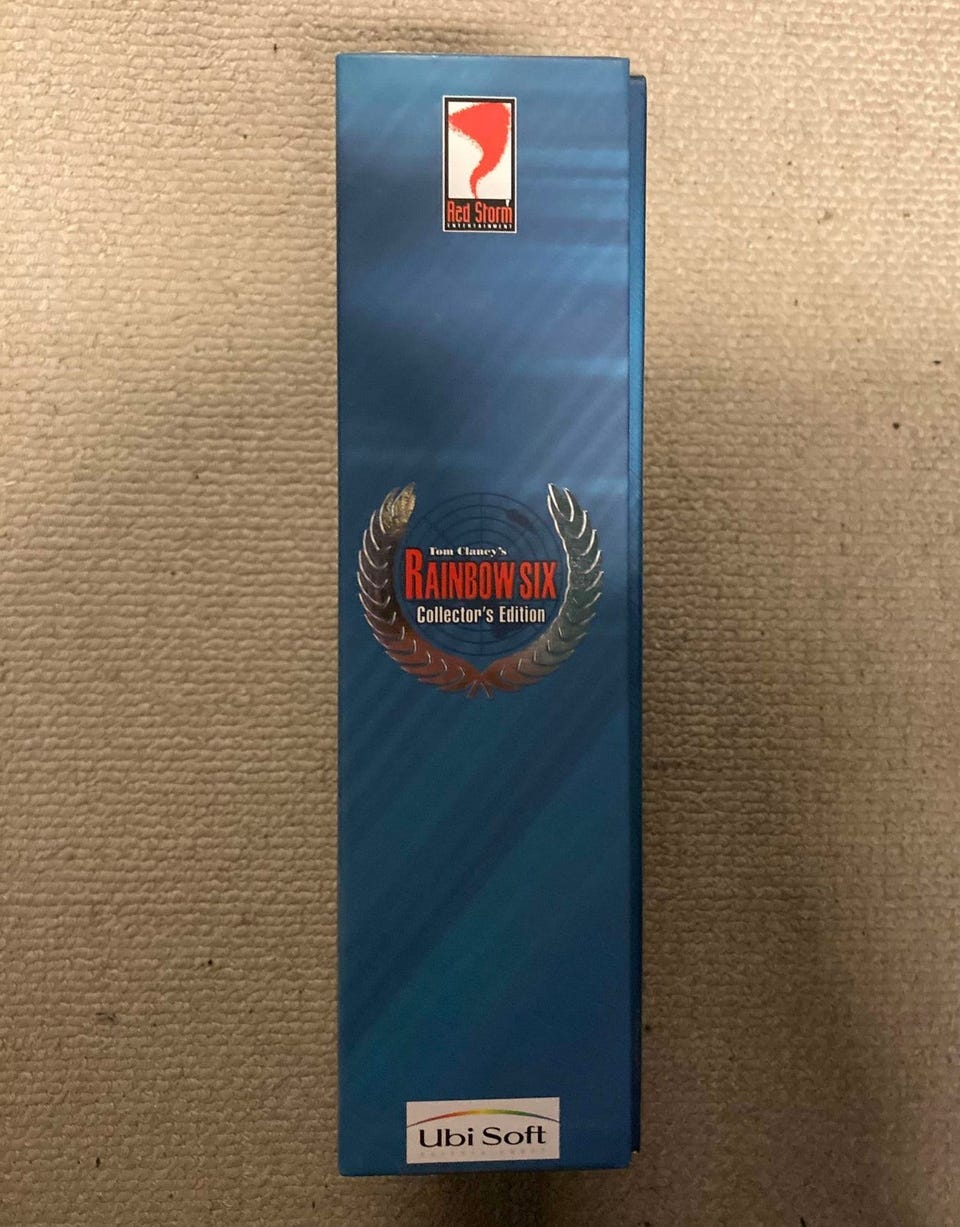 Red Storm
ENTERTAINMENT
Tom Clancy's
RAINBOW SIX
Collector's Edition
Ubi Soft